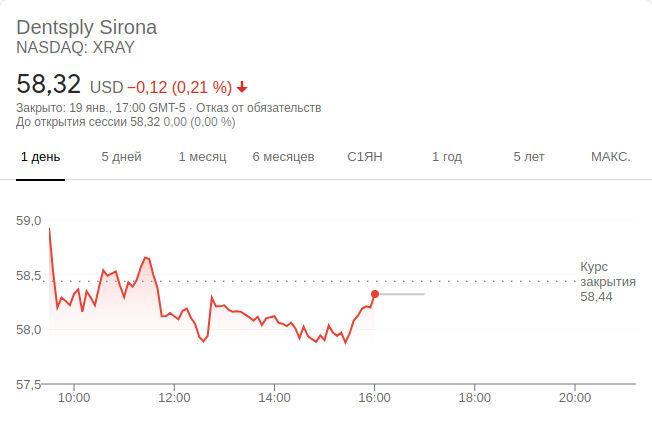 Dentsply Sirona
NASDAQ: XRAY
58,32 USD −0,12 (0,21 %)
Закрыто: 19 янв., 17:00 GMT-5 · Отказ от обязательств
До открытия сессии 58,32 0,00 (0,00 %)
1 день 5 дней 1 месяц 6 месяцев С1ЯН 1 год 5 лет МАКС.
59,0
58,5
58,0
57,5
Курс
закрытия
58,44
10:00 12:00 14:00 16:00 18:00 20:00